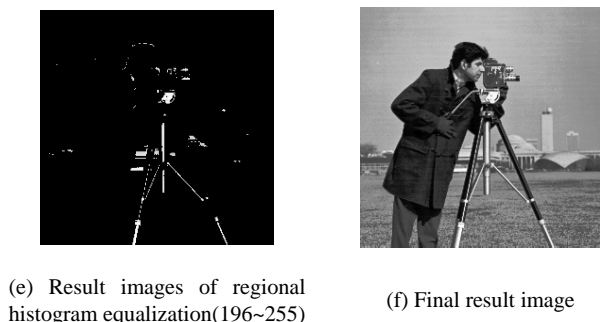 (e) Result images of regional
histogram equalization(196~255)
(f) Final result image